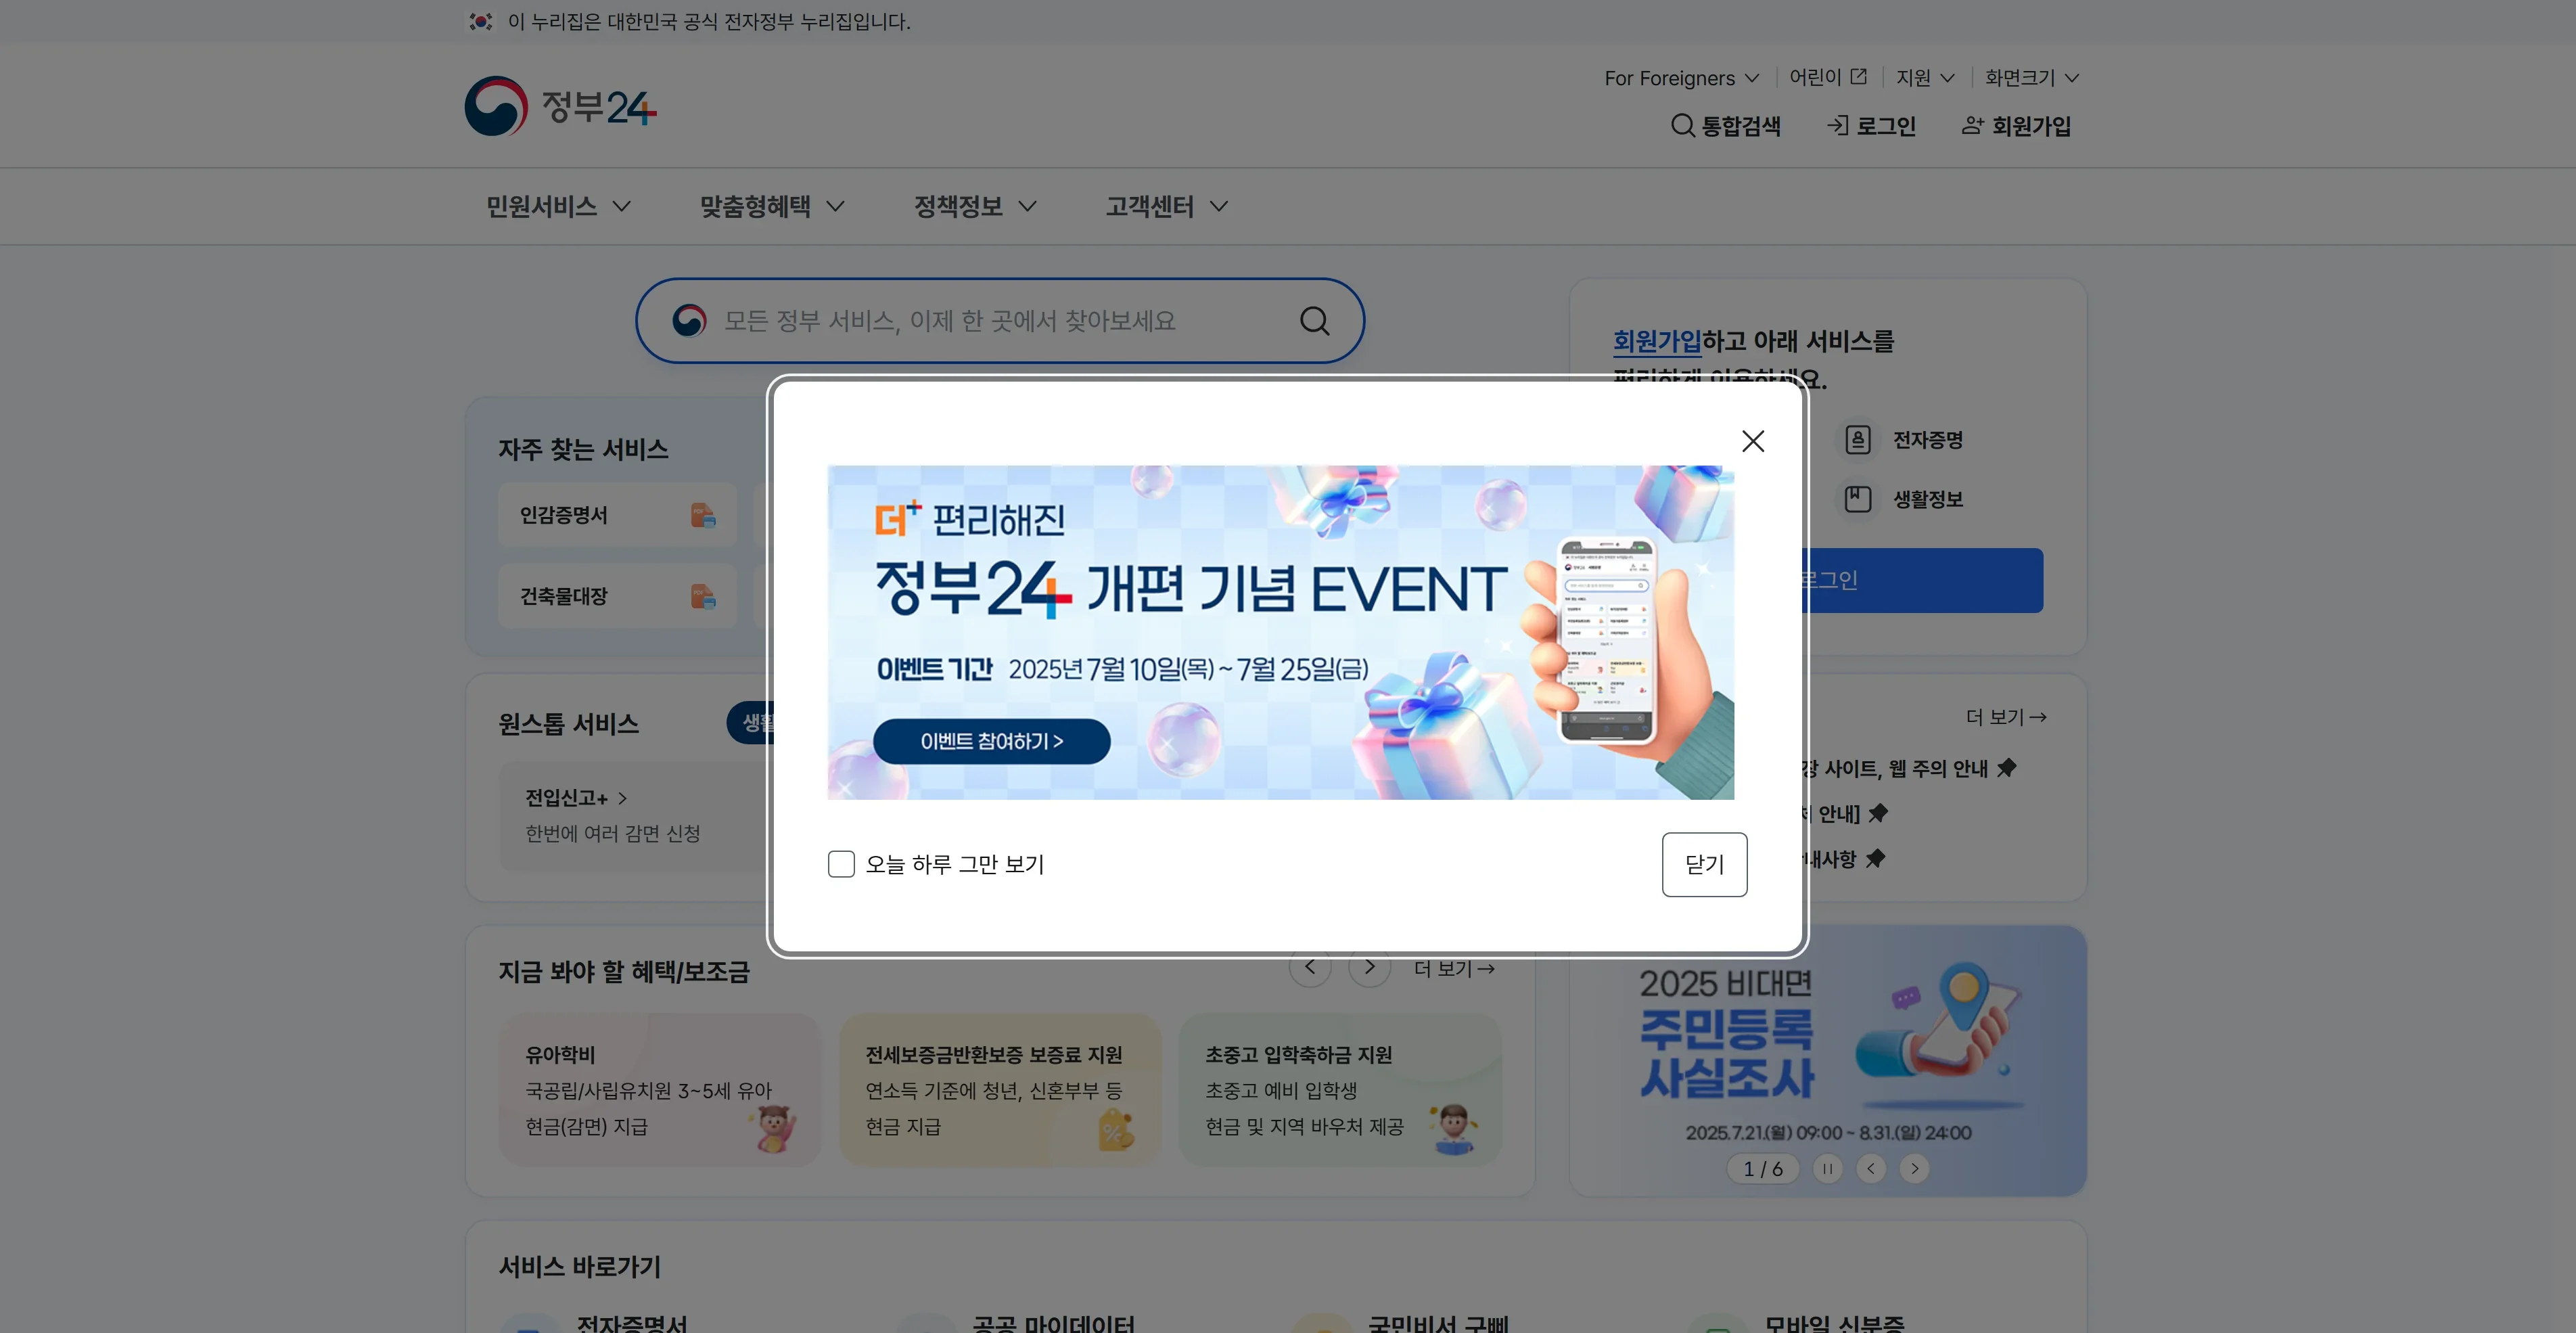 이 누리집은 대한민국 공식 전자정부 누리집입니다.
For Foreigners
어린이
지원
화면크기
정부24
통합검색
로그인
회원가입
민원서비스
맞춤형혜택
정책정보
고객센터
모든 정부 서비스, 이제 한 곳에서 찾아보세요
회원가입하고 아래 서비스를
편리하게 이용하세요.
자주 찾는 서비스
인감증명서
건축물대장
전자증명
생활정보
로그인
더+ 편리해진
정부24 개편 기념 EVENT
이벤트 기간 2025년 7월 10일(목) ~ 7월 25일(금)
이벤트 참여하기 >
오늘 하루 그만 보기
닫기
원스톱 서비스
생활
전입신고+
한번에 여러 감면 신청
더 보기→
사이트, 웹 주의 안내
안내]
내사항
지금 봐야 할 혜택/보조금
더 보기→
유아학비
국공립/사립유치원 3~5세 유아
현금(감면) 지급
전세보증금반환보증 보증료 지원
연소득 기준에 청년, 신혼부부 등
현금 지급
초중고 입학축하금 지원
초중고 예비 입학생
현금 및 지역 바우처 제공
2025 비대면
주민등록
사실조사
2025.7.21.(월) 09:00 ~ 8.31.(일) 24:00
1 / 6
서비스 바로가기
전자증명서
공공 마이데이터
국민비서 구삐
모바일 신분증